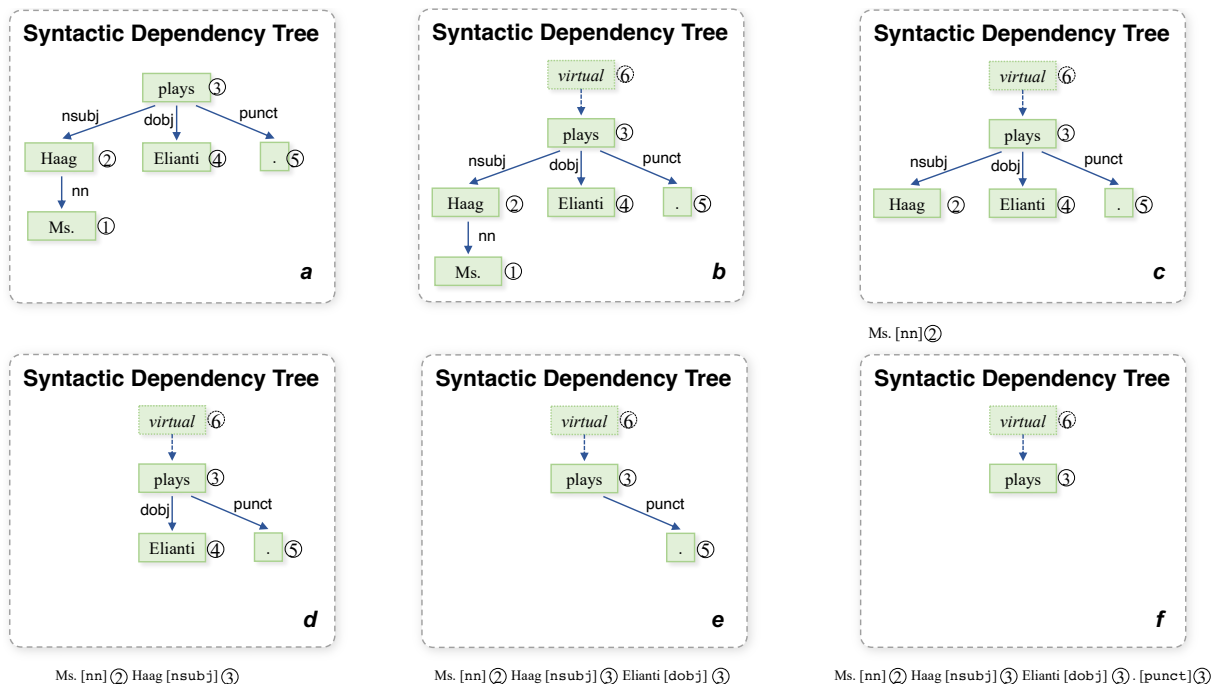 Syntactic Dependency Tree
plays ③
nsubj dobj punct
Haag ② Elianti ④ . ⑤
nn
Ms. ①
a
Syntactic Dependency Tree
virtual ⑥
plays ③
nsubj dobj punct
Haag ② Elianti ④ . ⑤
nn
Ms. ①
b
Syntactic Dependency Tree
virtual ⑥
plays ③
nsubj dobj punct
Haag ② Elianti ④ . ⑤
c
Ms. [nn]②
Syntactic Dependency Tree
virtual ⑥
plays ③
dobj punct
Elianti ④ . ⑤
d
Ms. [nn]② Haag [nsubj]③
Syntactic Dependency Tree
virtual ⑥
plays ③
punct
. ⑤
e
Ms. [nn]② Haag [nsubj]③ Elianti [dobj]③
Syntactic Dependency Tree
virtual ⑥
plays ③
f
Ms. [nn]② Haag [nsubj]③ Elianti [dobj]③ . [punct]③